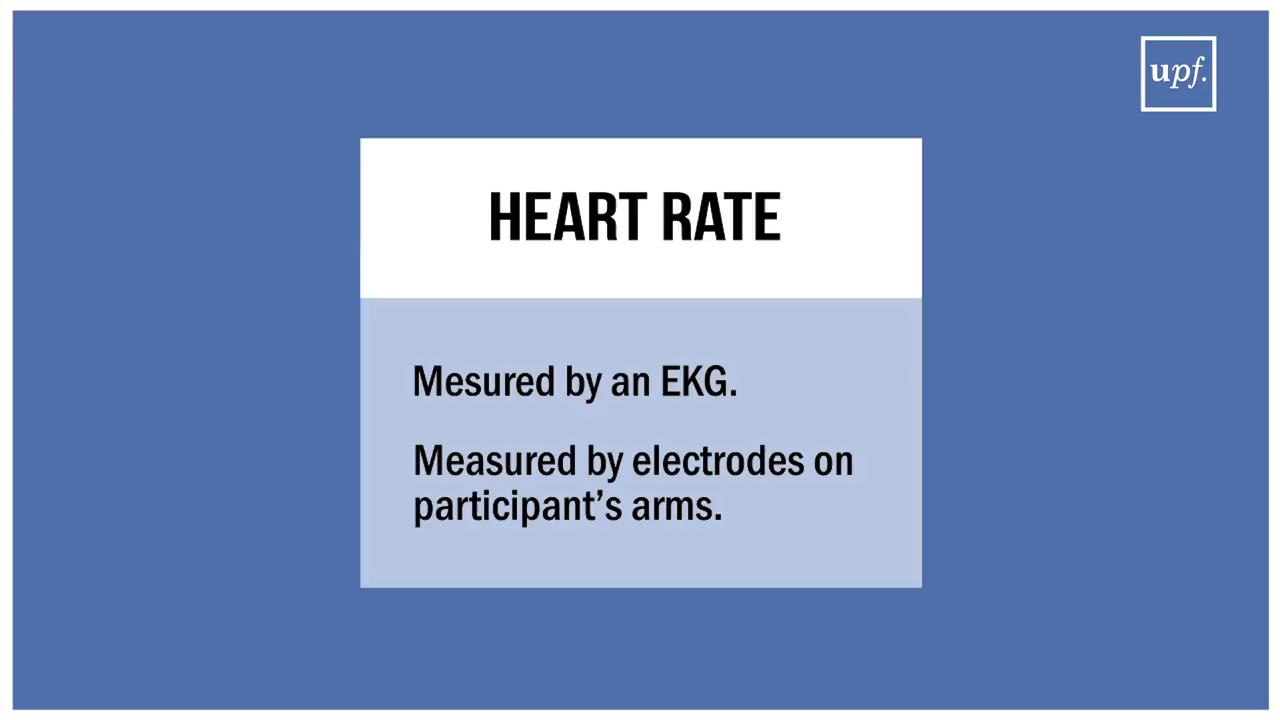 upf.
HEART RATE
Mesured by an EKG.
Measured by electrodes on
participant’s arms.